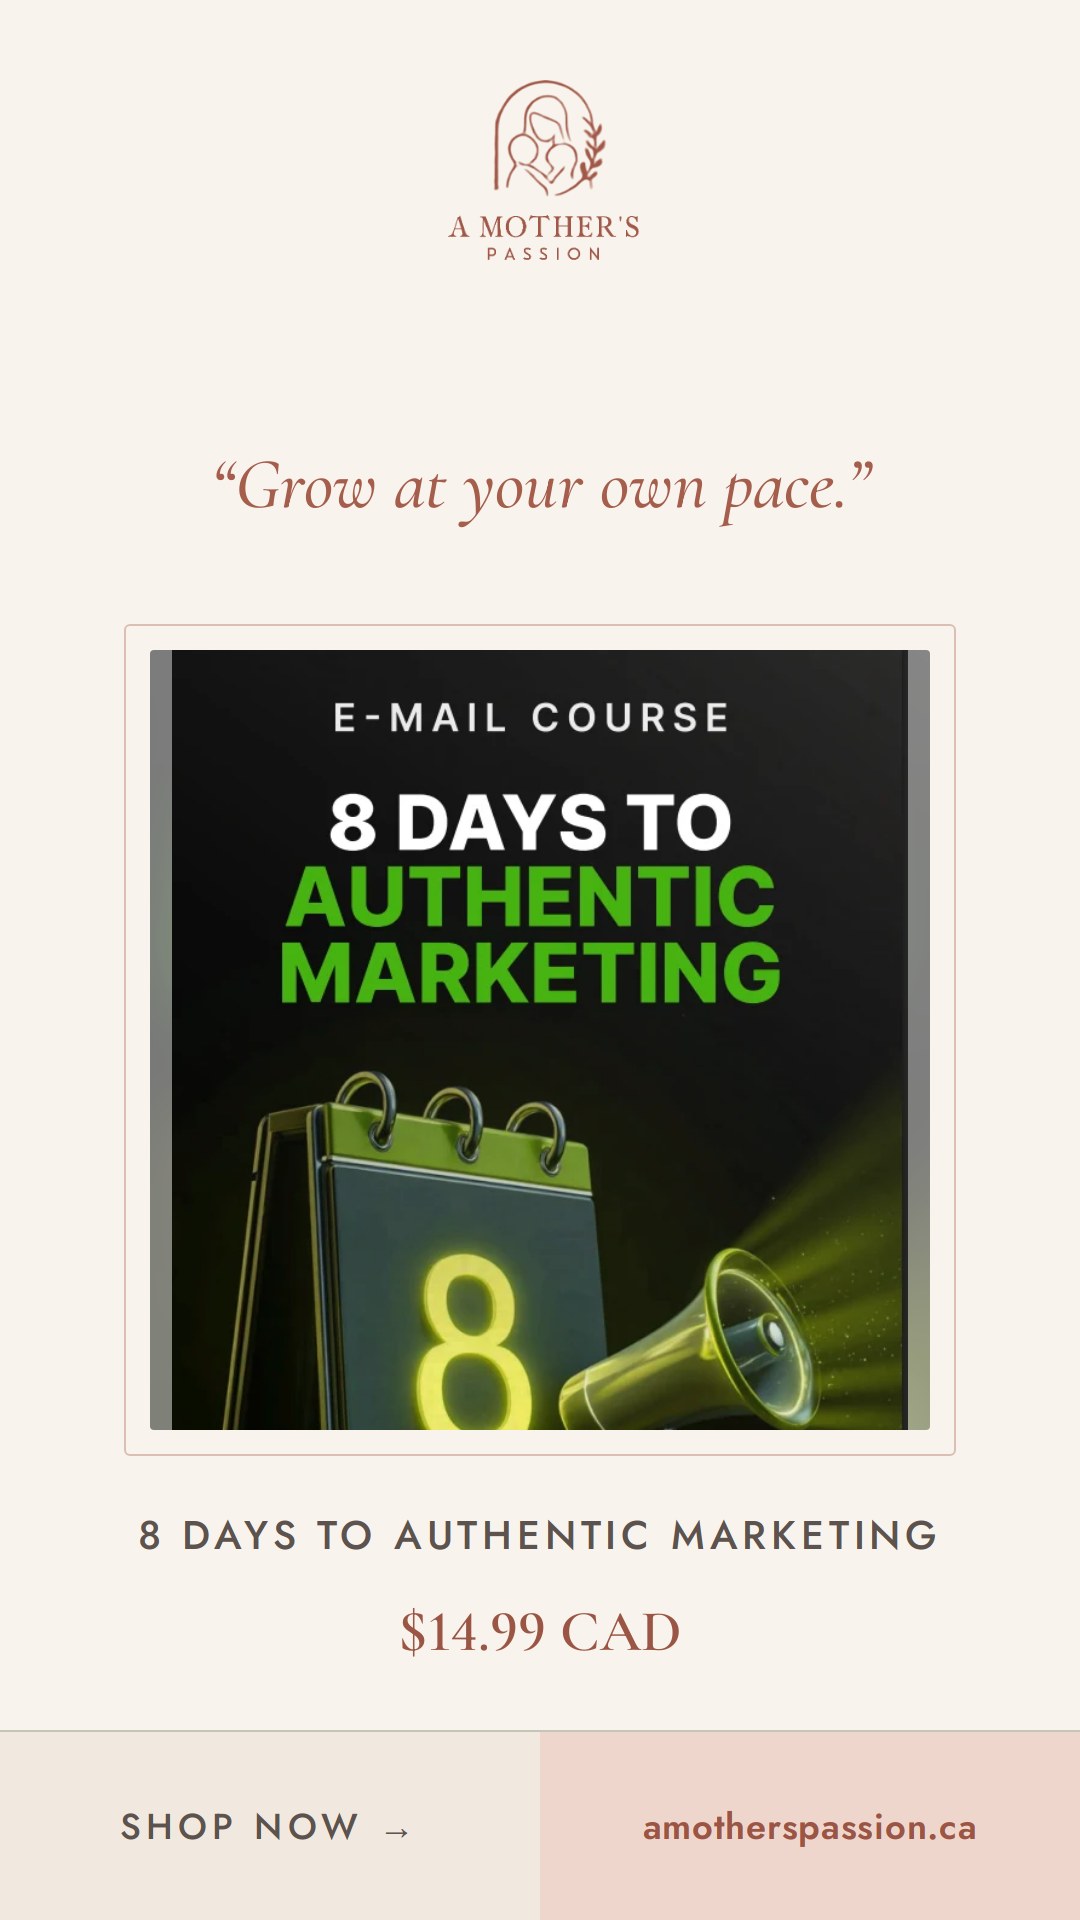 A MOTHER'S
PASSION
“Grow at your own pace.”
E-MAIL COURSE
8 DAYS TO
AUTHENTIC
MARKETING
8
8 DAYS TO AUTHENTIC MARKETING
$14.99 CAD
SHOP NOW →
amotherspassion.ca